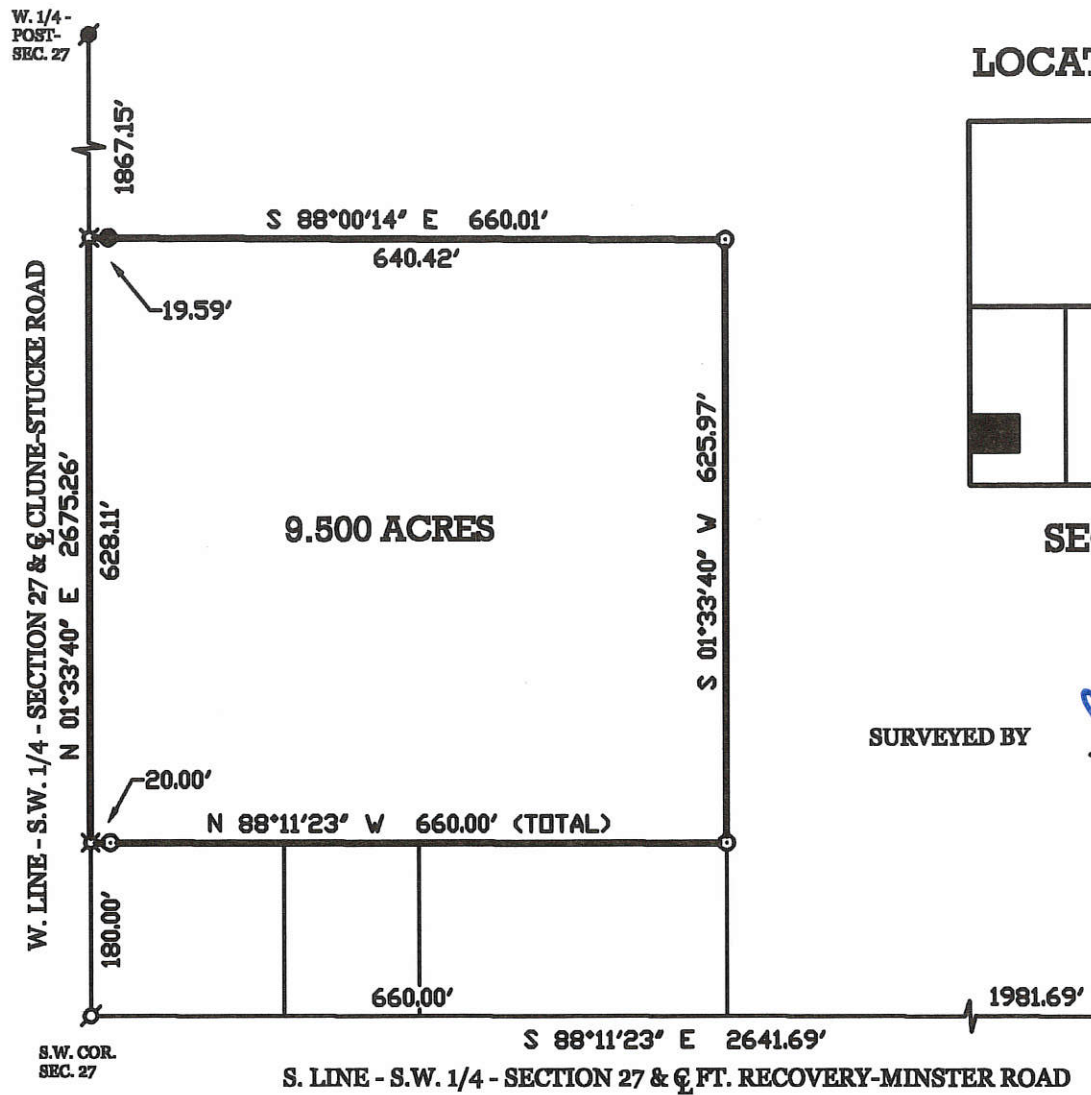 W. 1/4 -
POST-
SEC. 27
LOCAT
1867.15'
S 88°00'14" E 660.01'
640.42'
19.59'
W. LINE - S.W. 1/4 - SECTION 27 & ℄ CLUNE-STUCKE ROAD
N 01°33'40" E 2675.26'
628.11'
9.500 ACRES
S 01°33'40" W 625.97'
SE
SURVEYED BY
20.00'
N 88°11'23" W 660.00' (TOTAL)
180.00'
660.00'
1981.69'
S 88°11'23" E 2641.69'
S.W. COR.
SEC. 27
S. LINE - S.W. 1/4 - SECTION 27 & ℄ FT. RECOVERY-MINSTER ROAD